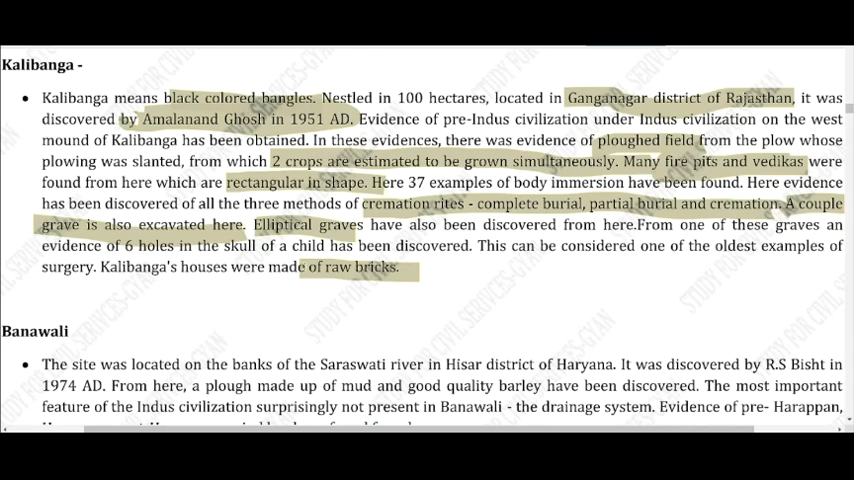 Kalibanga -
• Kalibanga means black colored bangles. Nestled in 100 hectares, located in Ganganagar district of Rajasthan, it was
discovered by Amalanand Ghosh in 1951 AD. Evidence of pre-Indus civilization under Indus civilization on the west
mound of Kalibanga has been obtained. In these evidences, there was evidence of ploughed field from the plow whose
plowing was slanted, from which 2 crops are estimated to be grown simultaneously. Many fire pits and vedikas were
found from here which are rectangular in shape. Here 37 examples of body immersion have been found. Here evidence
has been discovered of all the three methods of cremation rites - complete burial, partial burial and cremation. A couple
grave is also excavated here. Elliptical graves have also been discovered from here.From one of these graves an
evidence of 6 holes in the skull of a child has been discovered. This can be considered one of the oldest examples of
surgery. Kalibanga's houses were made of raw bricks.
Banawali
• The site was located on the banks of the Saraswati river in Hisar district of Haryana. It was discovered by R.S Bisht in
1974 AD. From here, a plough made up of mud and good quality barley have been discovered. The most important
feature of the Indus civilization surprisingly not present in Banawali - the drainage system. Evidence of pre- Harappan,